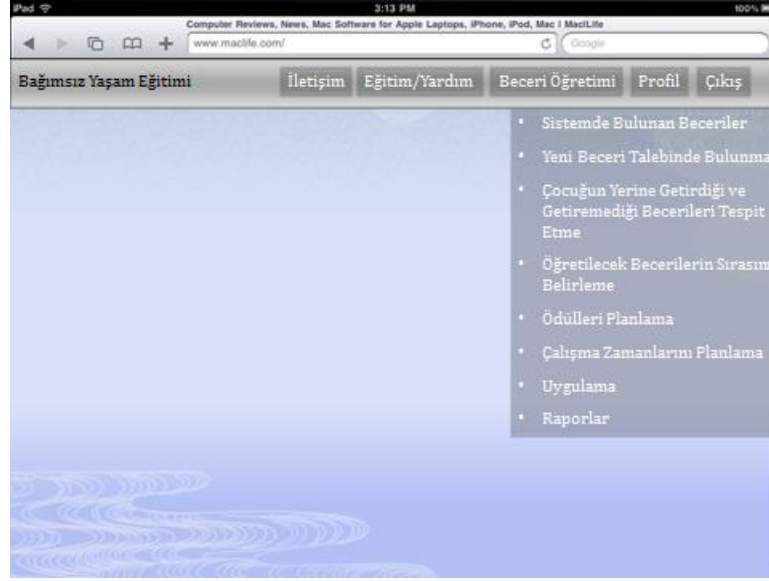 iPad 3:13 PM 100%
Computer Reviews, News, Mac Software for Apple Laptops, iPhone, iPod, Mac | Mac|Life
www.maclife.com/ Google
Bağımsız Yaşam Eğitimi İletişim Eğitim/Yardım Beceri Öğretimi Profil Çıkış
• Sistemde Bulunan Beceriler
• Yeni Beceri Talebinde Bulunma
• Çocuğun Yerine Getirdiği ve
Getiremediği Becerileri Tespit
Etme
• Öğretilecek Becerilerin Sırasın
Belirleme
• Ödülleri Planlama
• Çalışma Zamanlarını Planlama
• Uygulama
• Raporlar